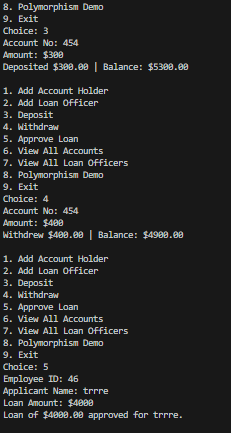 8. Polymorphism Demo
9. Exit
Choice: 3
Account No: 454
Amount: $300
Deposited $300.00 | Balance: $5300.00

1. Add Account Holder
2. Add Loan Officer
3. Deposit
4. Withdraw
5. Approve Loan
6. View All Accounts
7. View All Loan Officers
8. Polymorphism Demo
9. Exit
Choice: 4
Account No: 454
Amount: $400
Withdrew $400.00 | Balance: $4900.00

1. Add Account Holder
2. Add Loan Officer
3. Deposit
4. Withdraw
5. Approve Loan
6. View All Accounts
7. View All Loan Officers
8. Polymorphism Demo
9. Exit
Choice: 5
Employee ID: 46
Applicant Name: trrre
Loan Amount: $4000
Loan of $4000.00 approved for trrre.